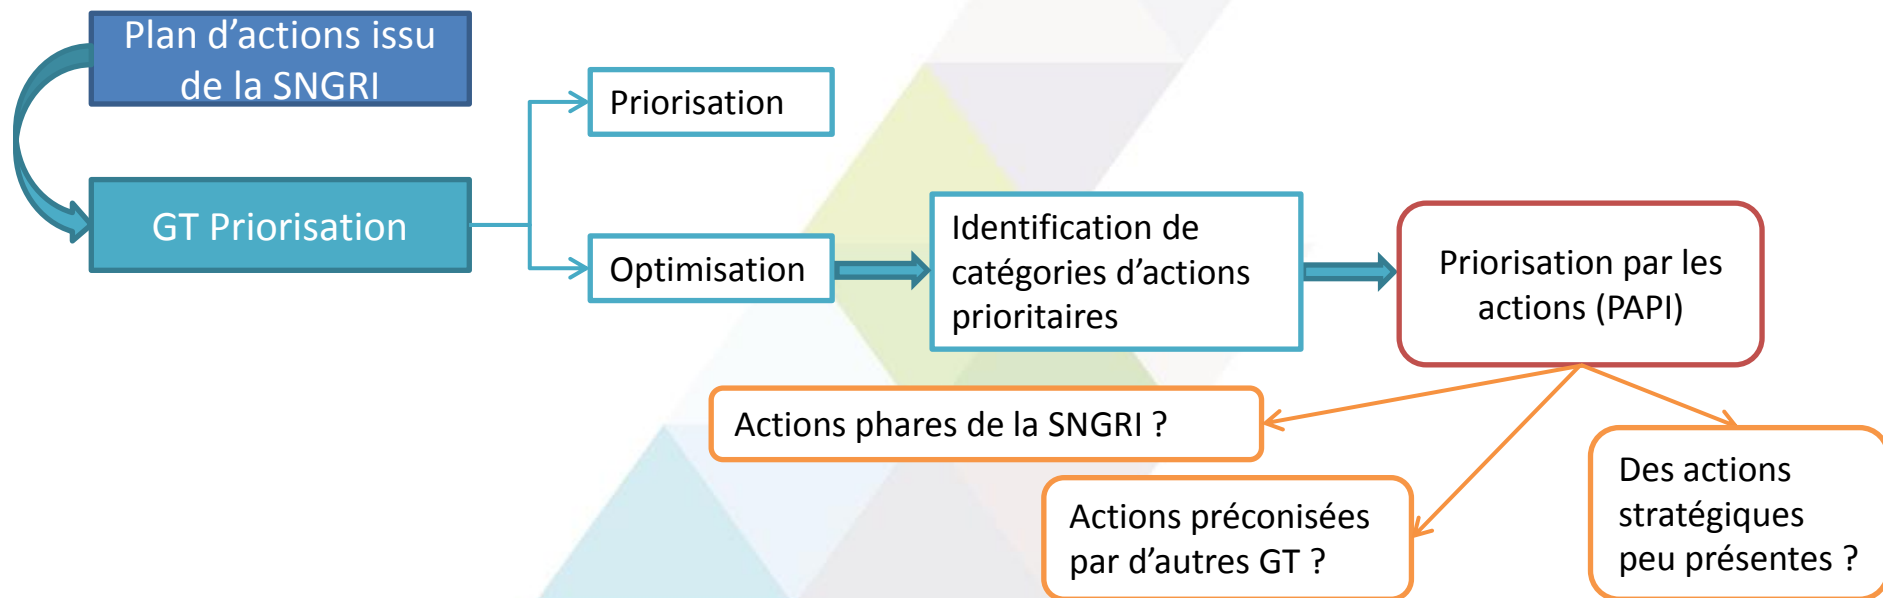 Plan d’actions issu
de la SNGRI
GT Priorisation
Priorisation
Optimisation
Identification de
catégories d’actions
prioritaires
Priorisation par les
actions (PAPI)
Actions phares de la SNGRI ?
Actions préconisées
par d’autres GT ?
Des actions
stratégiques
peu présentes ?